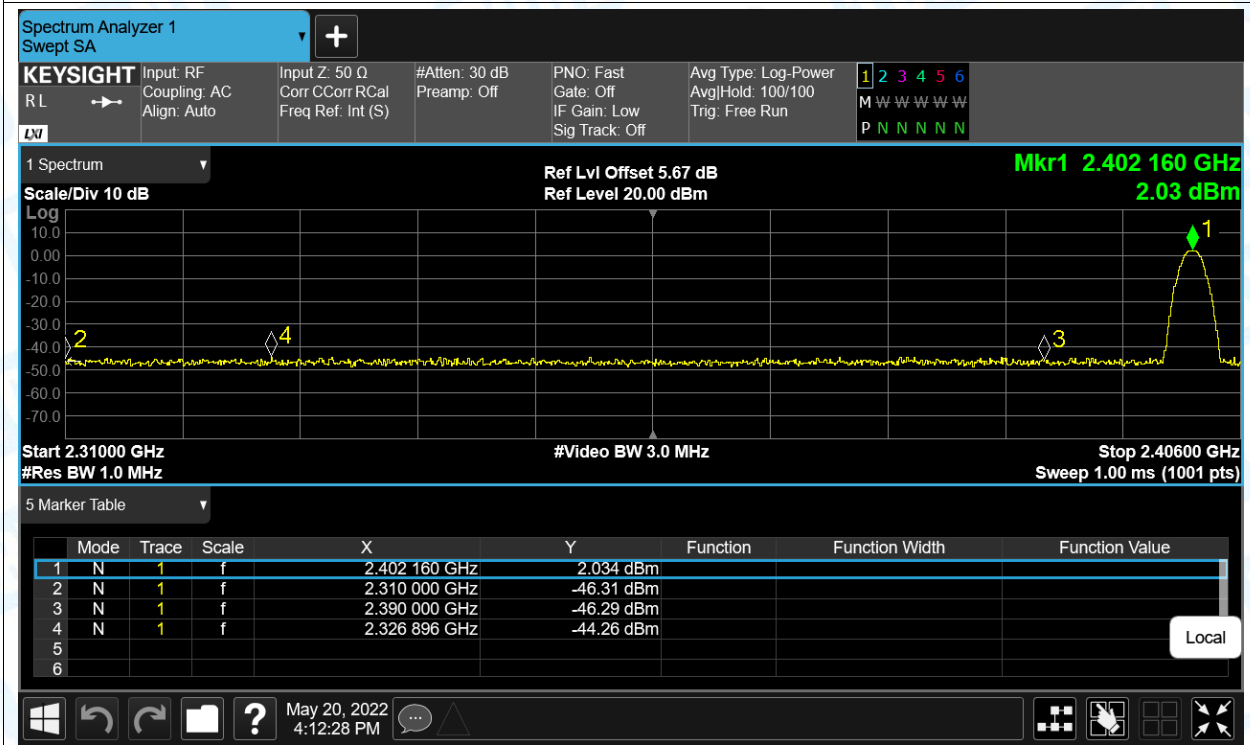 Spectrum Analyzer 1
Swept SA
KEYSIGHT
R L
LXI
Input: RF
Coupling: AC
Align: Auto
Input Z: 50 Ω
Corr CCorr RCal
Freq Ref: Int (S)
#Atten: 30 dB
Preamp: Off
PNO: Fast
Gate: Off
IF Gain: Low
Sig Track: Off
Avg Type: Log-Power
Avg|Hold: 100/100
Trig: Free Run
1 2 3 4 5 6
M W W W W W
P N N N N N
1 Spectrum
Scale/Div 10 dB
Ref Lvl Offset 5.67 dB
Ref Level 20.00 dBm
Mkr1 2.402 160 GHz
2.03 dBm
Log
10.0
0.00
-10.0
-20.0
-30.0
-40.0
-50.0
-60.0
-70.0
1
2
4
3
Start 2.31000 GHz
#Res BW 1.0 MHz
#Video BW 3.0 MHz
Stop 2.40600 GHz
Sweep 1.00 ms (1001 pts)
5 Marker Table
Mode Trace Scale X Y Function Function Width Function Value
1 N 1 f 2.402 160 GHz 2.034 dBm
2 N 1 f 2.310 000 GHz -46.31 dBm
3 N 1 f 2.390 000 GHz -46.29 dBm
4 N 1 f 2.326 896 GHz -44.26 dBm
5
6
Local
?
May 20, 2022
4:12:28 PM